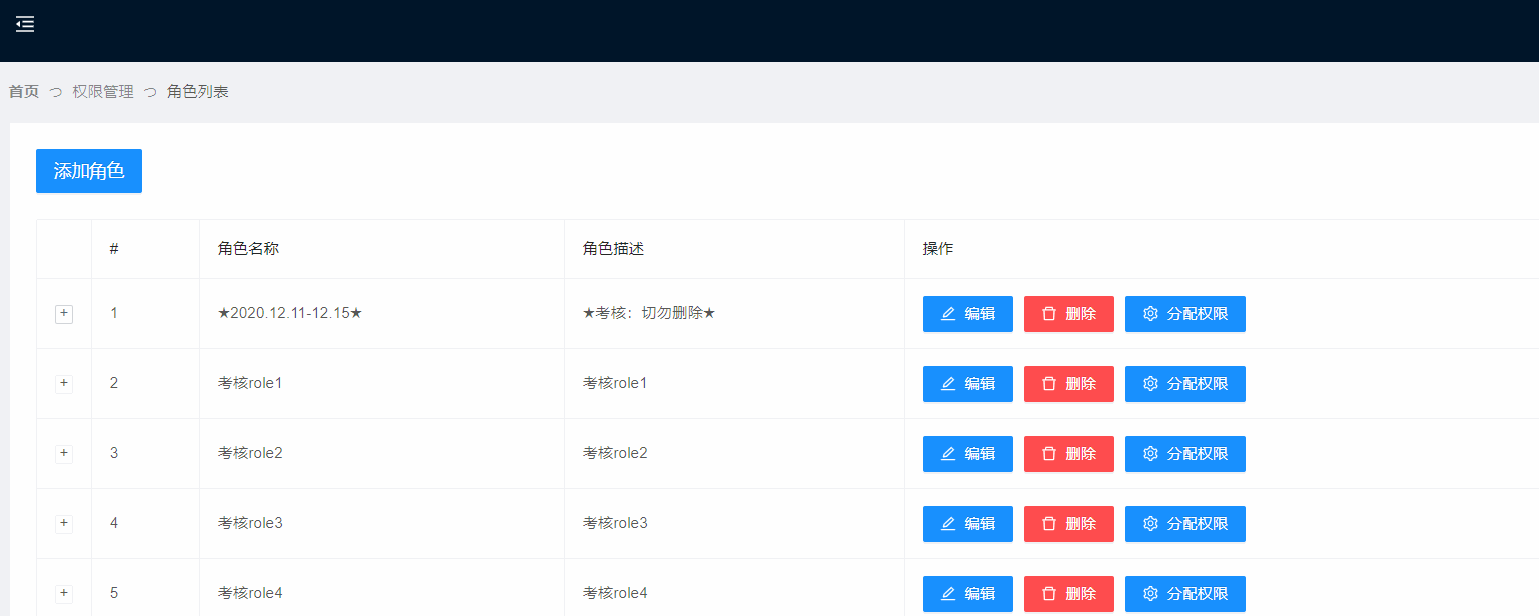 首页 ⊃ 权限管理 ⊃ 角色列表
添加角色
# 角色名称 角色描述 操作
+ 1 ★2020.12.11-12.15★ ★考核：切勿删除★ 编辑 删除 分配权限
+ 2 考核role1 考核role1 编辑 删除 分配权限
+ 3 考核role2 考核role2 编辑 删除 分配权限
+ 4 考核role3 考核role3 编辑 删除 分配权限
+ 5 考核role4 考核role4 编辑 删除 分配权限